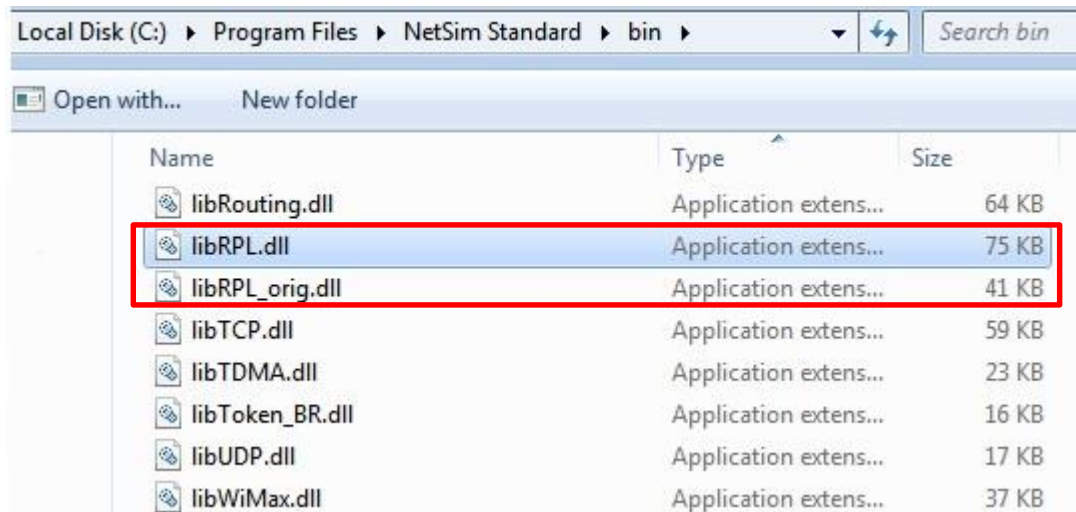 Local Disk (C:) ▸ Program Files ▸ NetSim Standard ▸ bin ▸ Search bin
Open with... New folder
Name Type Size
libRouting.dll Application extens... 64 KB
libRPL.dll Application extens... 75 KB
libRPL_orig.dll Application extens... 41 KB
libTCP.dll Application extens... 59 KB
libTDMA.dll Application extens... 23 KB
libToken_BR.dll Application extens... 16 KB
libUDP.dll Application extens... 17 KB
libWiMax.dll Application extens... 37 KB